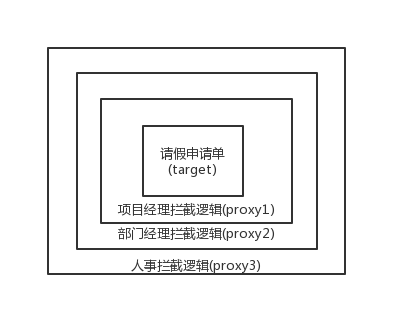 请假申请单
(target)
项目经理拦截逻辑(proxy1)
部门经理拦截逻辑(proxy2)
人事拦截逻辑(proxy3)